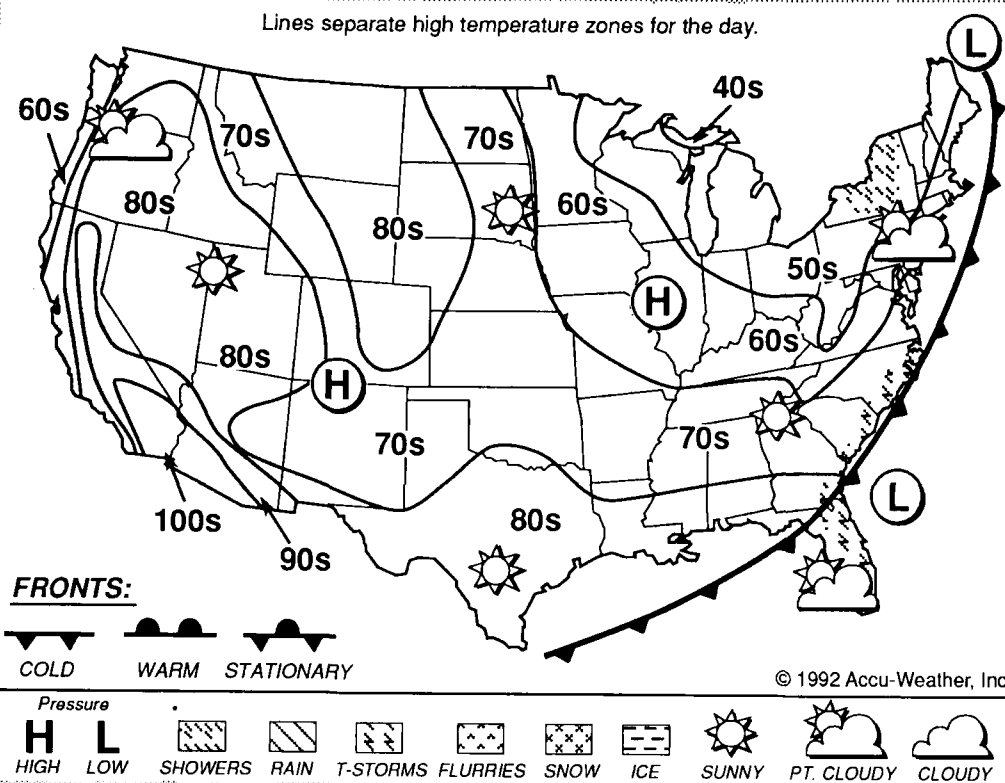 Lines separate high temperature zones for the day.
L
40s
60s
70s
70s
80s
80s
60s
50s
H
60s
80s
H
70s
70s
L
100s
80s
90s
FRONTS:
COLD WARM STATIONARY
© 1992 Accu-Weather, Inc
Pressure
H L
HIGH LOW SHOWERS RAIN T-STORMS FLURRIES SNOW ICE SUNNY PT. CLOUDY CLOUDY